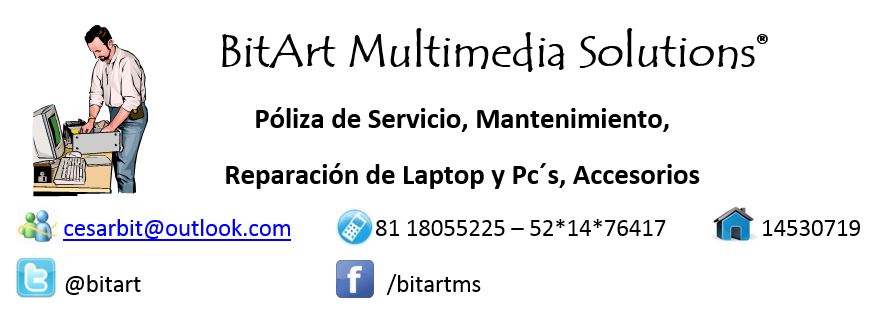 BitArt Multimedia Solutions®
Póliza de Servicio, Mantenimiento,
Reparación de Laptop y Pc´s, Accesorios
cesarbit@outlook.com 81 18055225 – 52*14*76417 14530719
@bitart /bitartms